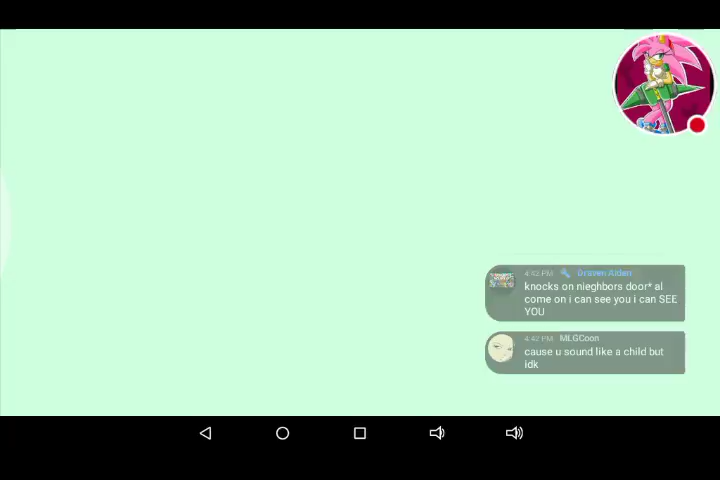 4:42 PM Draven Aiden
knocks on nieghbors door* al
come on i can see you i can SEE
YOU
4:42 PM MLGCoon
cause u sound like a child but
idk